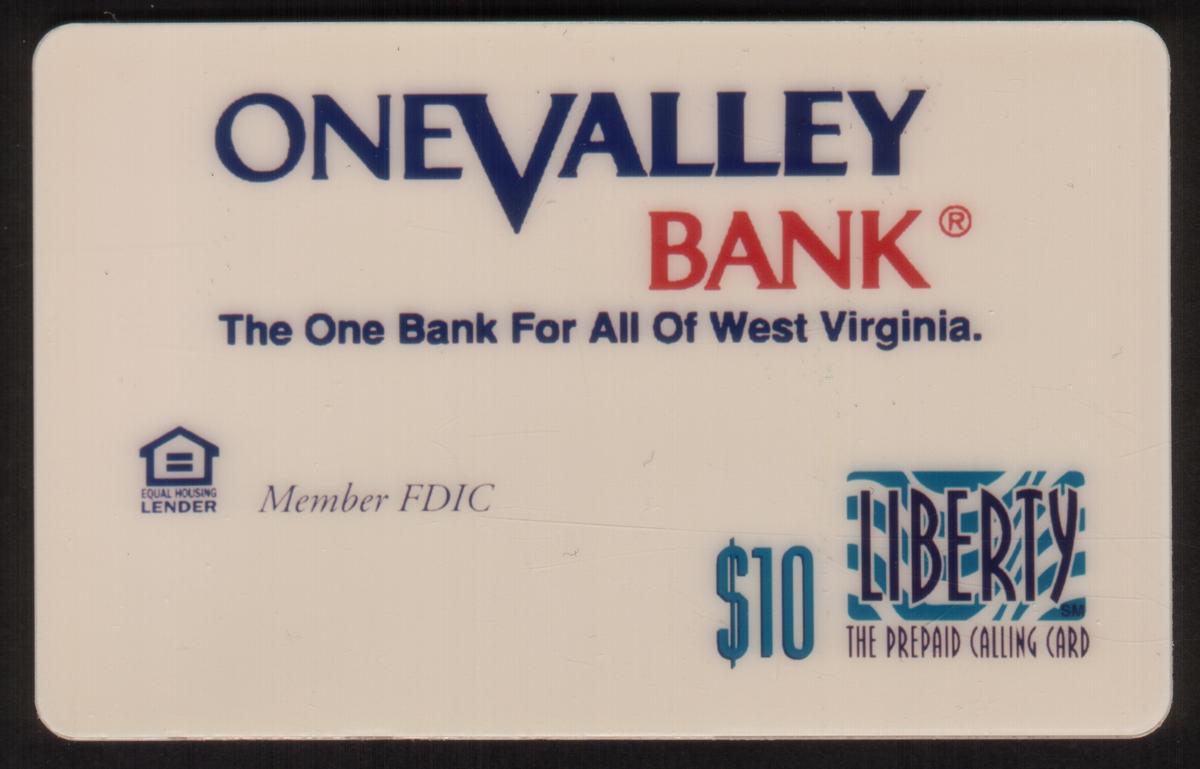 ONEVALLEY
BANK®
The One Bank For All Of West Virginia.
EQUAL HOUSING
LENDER
Member FDIC
$10
LIBERTY
SM
THE PREPAID CALLING CARD